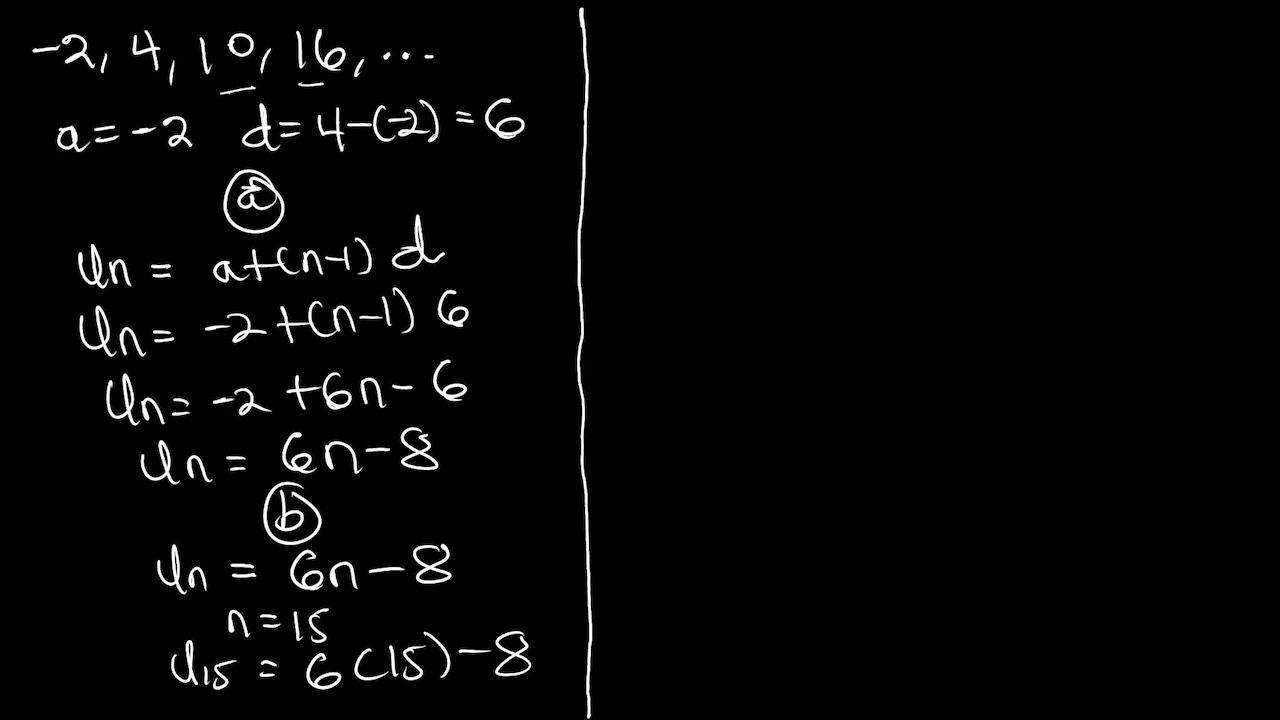 -2, 4, 10, 16, ...
a = -2 d = 4-(-2) = 6
a
Un = a+(n-1) d
Un = -2+(n-1) 6
Un = -2 +6n- 6
Un = 6n-8
b
Un = 6n-8
n=15
U15 = 6(15)-8